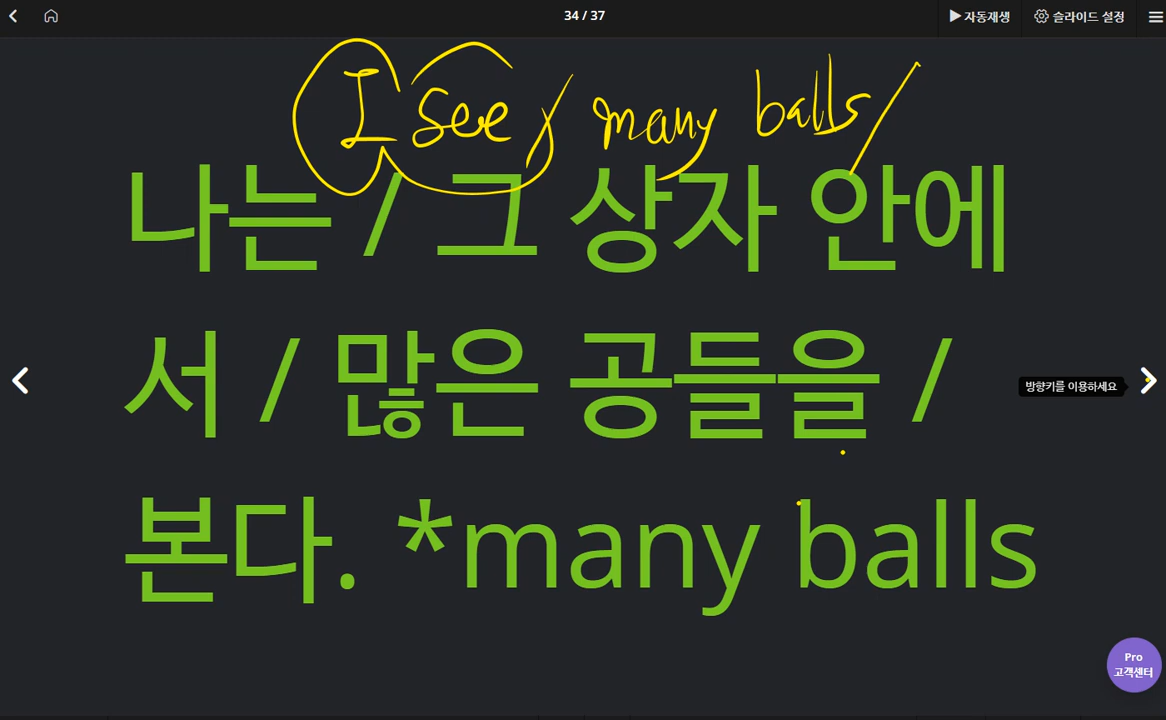 34 / 37
자동재생
슬라이드 설정
I see / many balls /
나는 / 그 상자 안에
서 / 많은 공들을 /
방향키를 이용하세요
본다. *many balls
Pro
고객센터